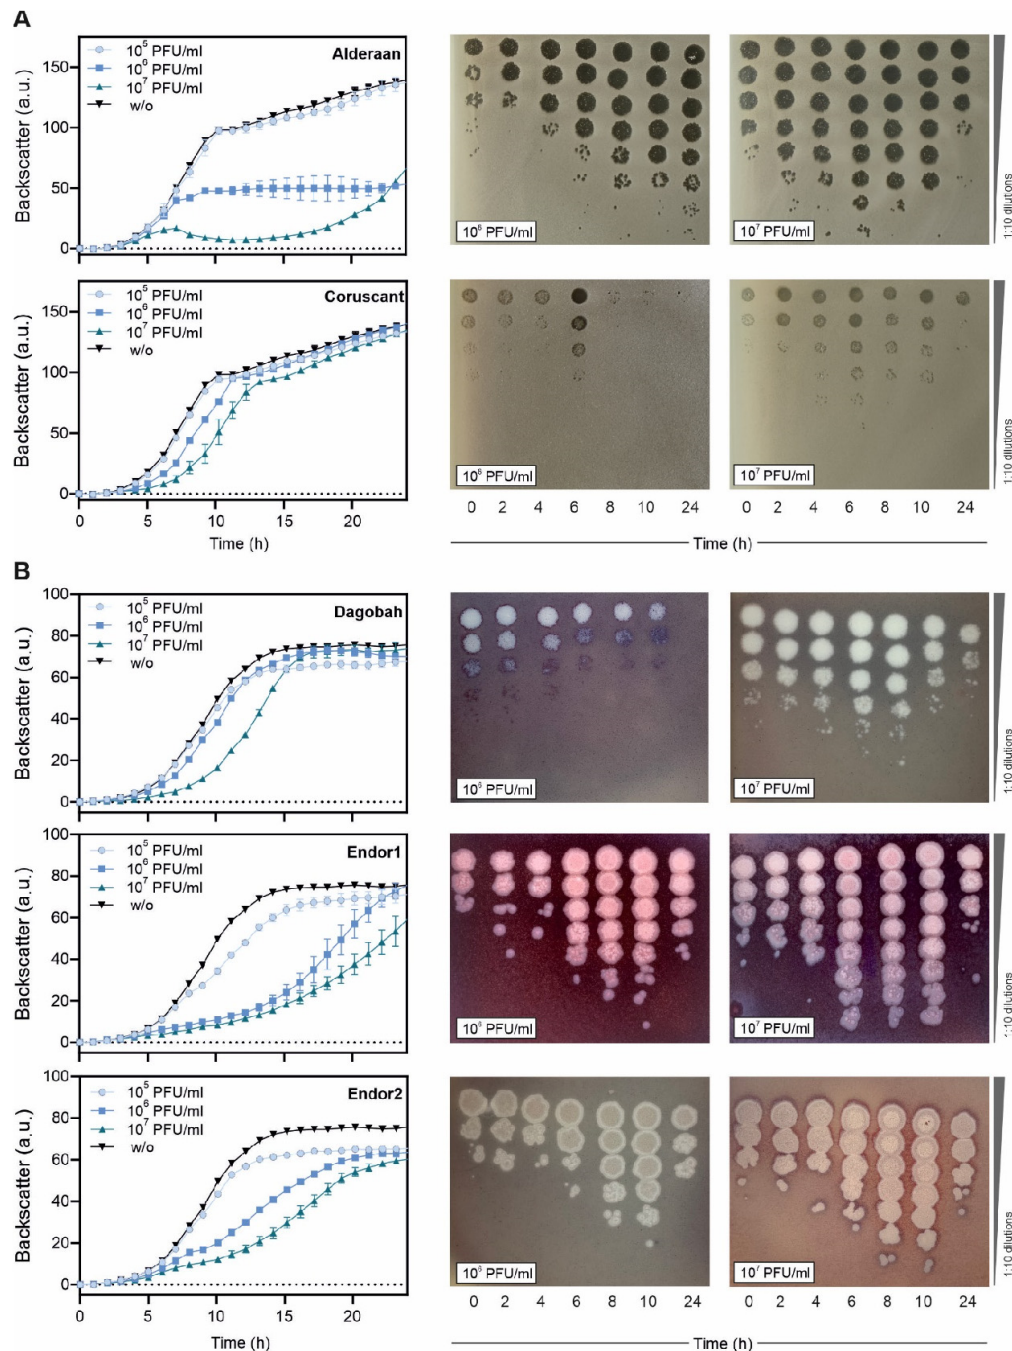 A
10⁵ PFU/ml
10⁶ PFU/ml
10⁷ PFU/ml
w/o
Alderaan
Backscatter (a.u.)
150
100
50
0
10⁶ PFU/ml
10⁷ PFU/ml
1:10 dilutions
10⁵ PFU/ml
10⁶ PFU/ml
10⁷ PFU/ml
w/o
Coruscant
Backscatter (a.u.)
150
100
50
0
0 5 10 15 20
Time (h)
10⁶ PFU/ml
10⁷ PFU/ml
1:10 dilutions
0 2 4 6 8 10 24
0 2 4 6 8 10 24
Time (h)
B
10⁵ PFU/ml
10⁶ PFU/ml
10⁷ PFU/ml
w/o
Dagobah
Backscatter (a.u.)
100
80
60
40
20
0
10⁶ PFU/ml
10⁷ PFU/ml
1:10 dilutions
10⁵ PFU/ml
10⁶ PFU/ml
10⁷ PFU/ml
w/o
Endor1
Backscatter (a.u.)
100
80
60
40
20
0
10⁶ PFU/ml
10⁷ PFU/ml
1:10 dilutions
10⁵ PFU/ml
10⁶ PFU/ml
10⁷ PFU/ml
w/o
Endor2
Backscatter (a.u.)
100
80
60
40
20
0
0 5 10 15 20
Time (h)
10⁶ PFU/ml
10⁷ PFU/ml
1:10 dilutions
0 2 4 6 8 10 24
0 2 4 6 8 10 24
Time (h)